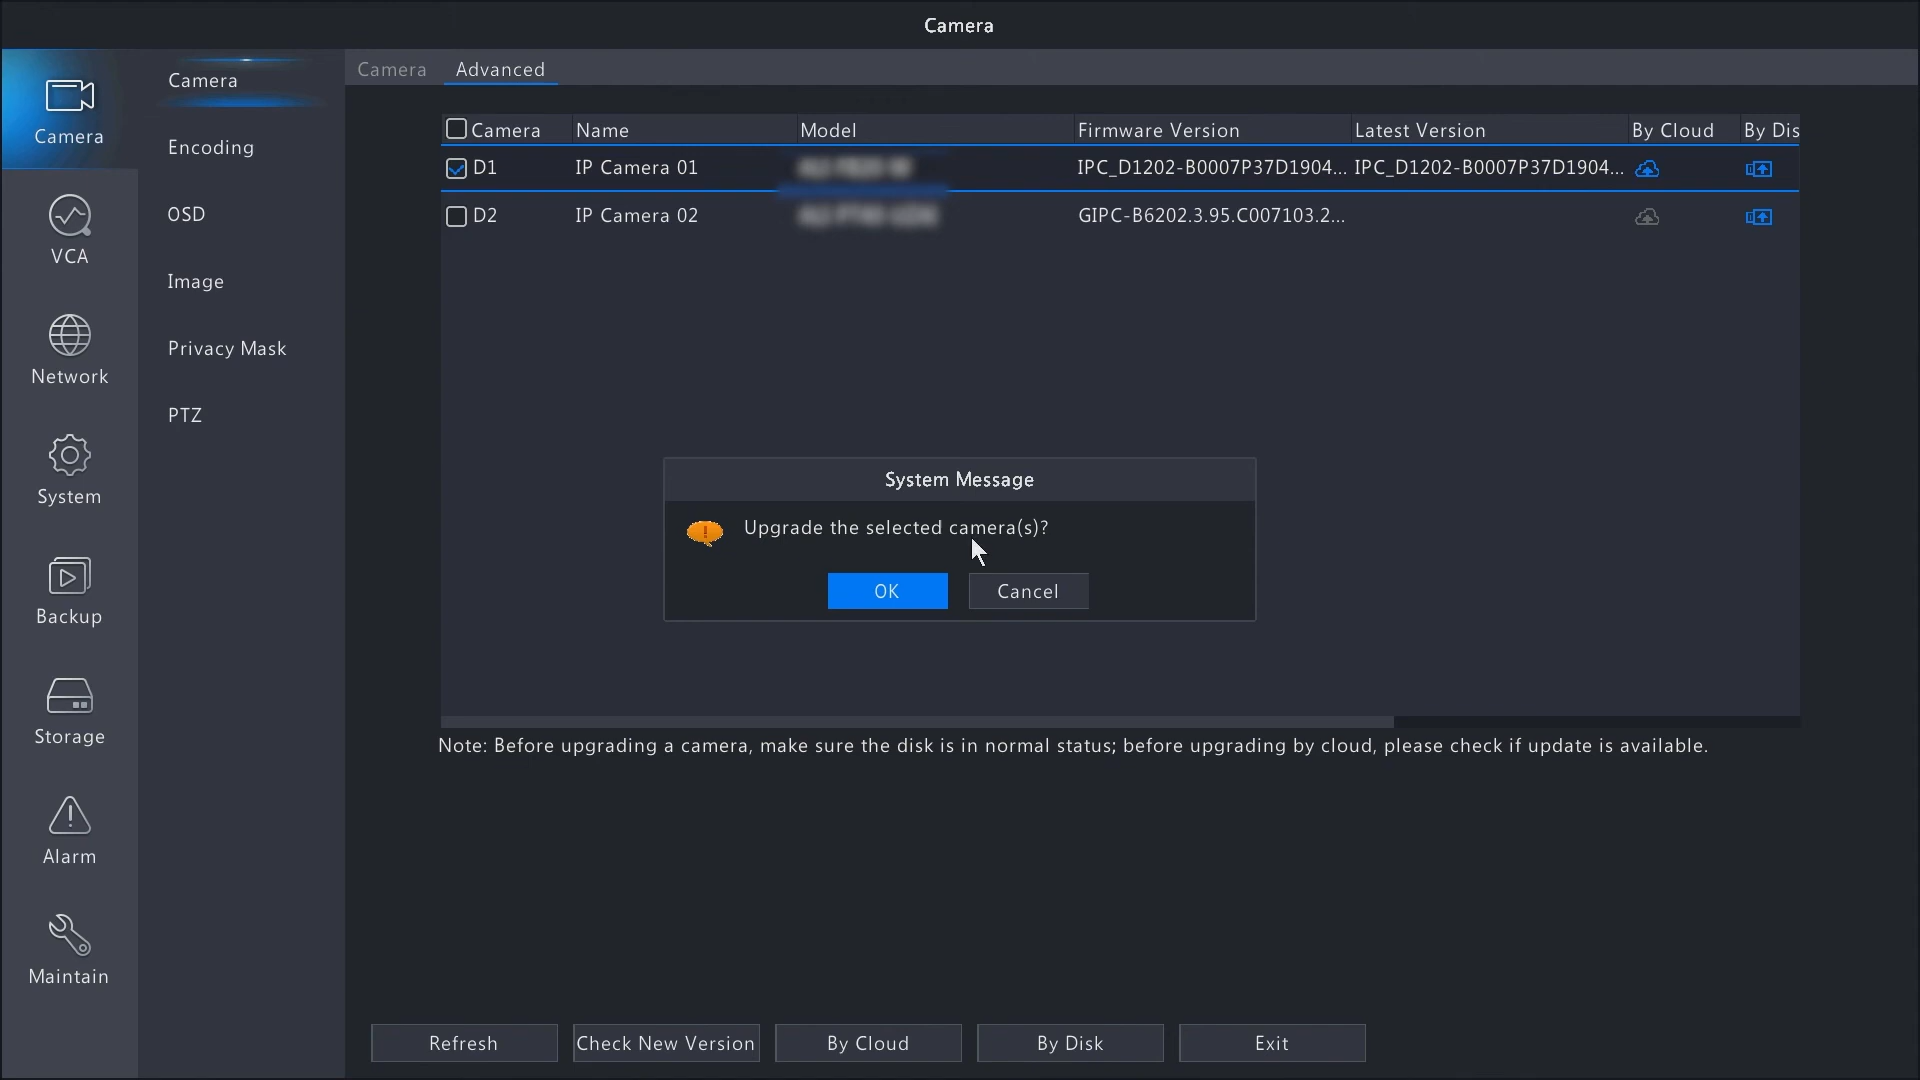 Camera
Camera
VCA
Network
System
Backup
Storage
Alarm
Maintain
Camera
Encoding
OSD
Image
Privacy Mask
PTZ
Camera Advanced
Camera Name Model Firmware Version Latest Version By Cloud By Dis
D1 IP Camera 01 IPC_D1202-B0007P37D1904... IPC_D1202-B0007P37D1904...
D2 IP Camera 02 GIPC-B6202.3.95.C007103.2...
System Message
Upgrade the selected camera(s)?
OK Cancel
Note: Before upgrading a camera, make sure the disk is in normal status; before upgrading by cloud, please check if update is available.
Refresh Check New Version By Cloud By Disk Exit